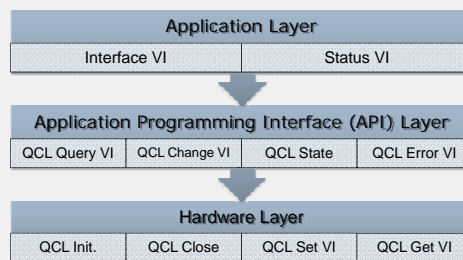 Application Layer
Interface VI Status VI
Application Programming Interface (API) Layer
QCL Query VI QCL Change VI QCL State QCL Error VI
Hardware Layer
QCL Init. QCL Close QCL Set VI QCL Get VI